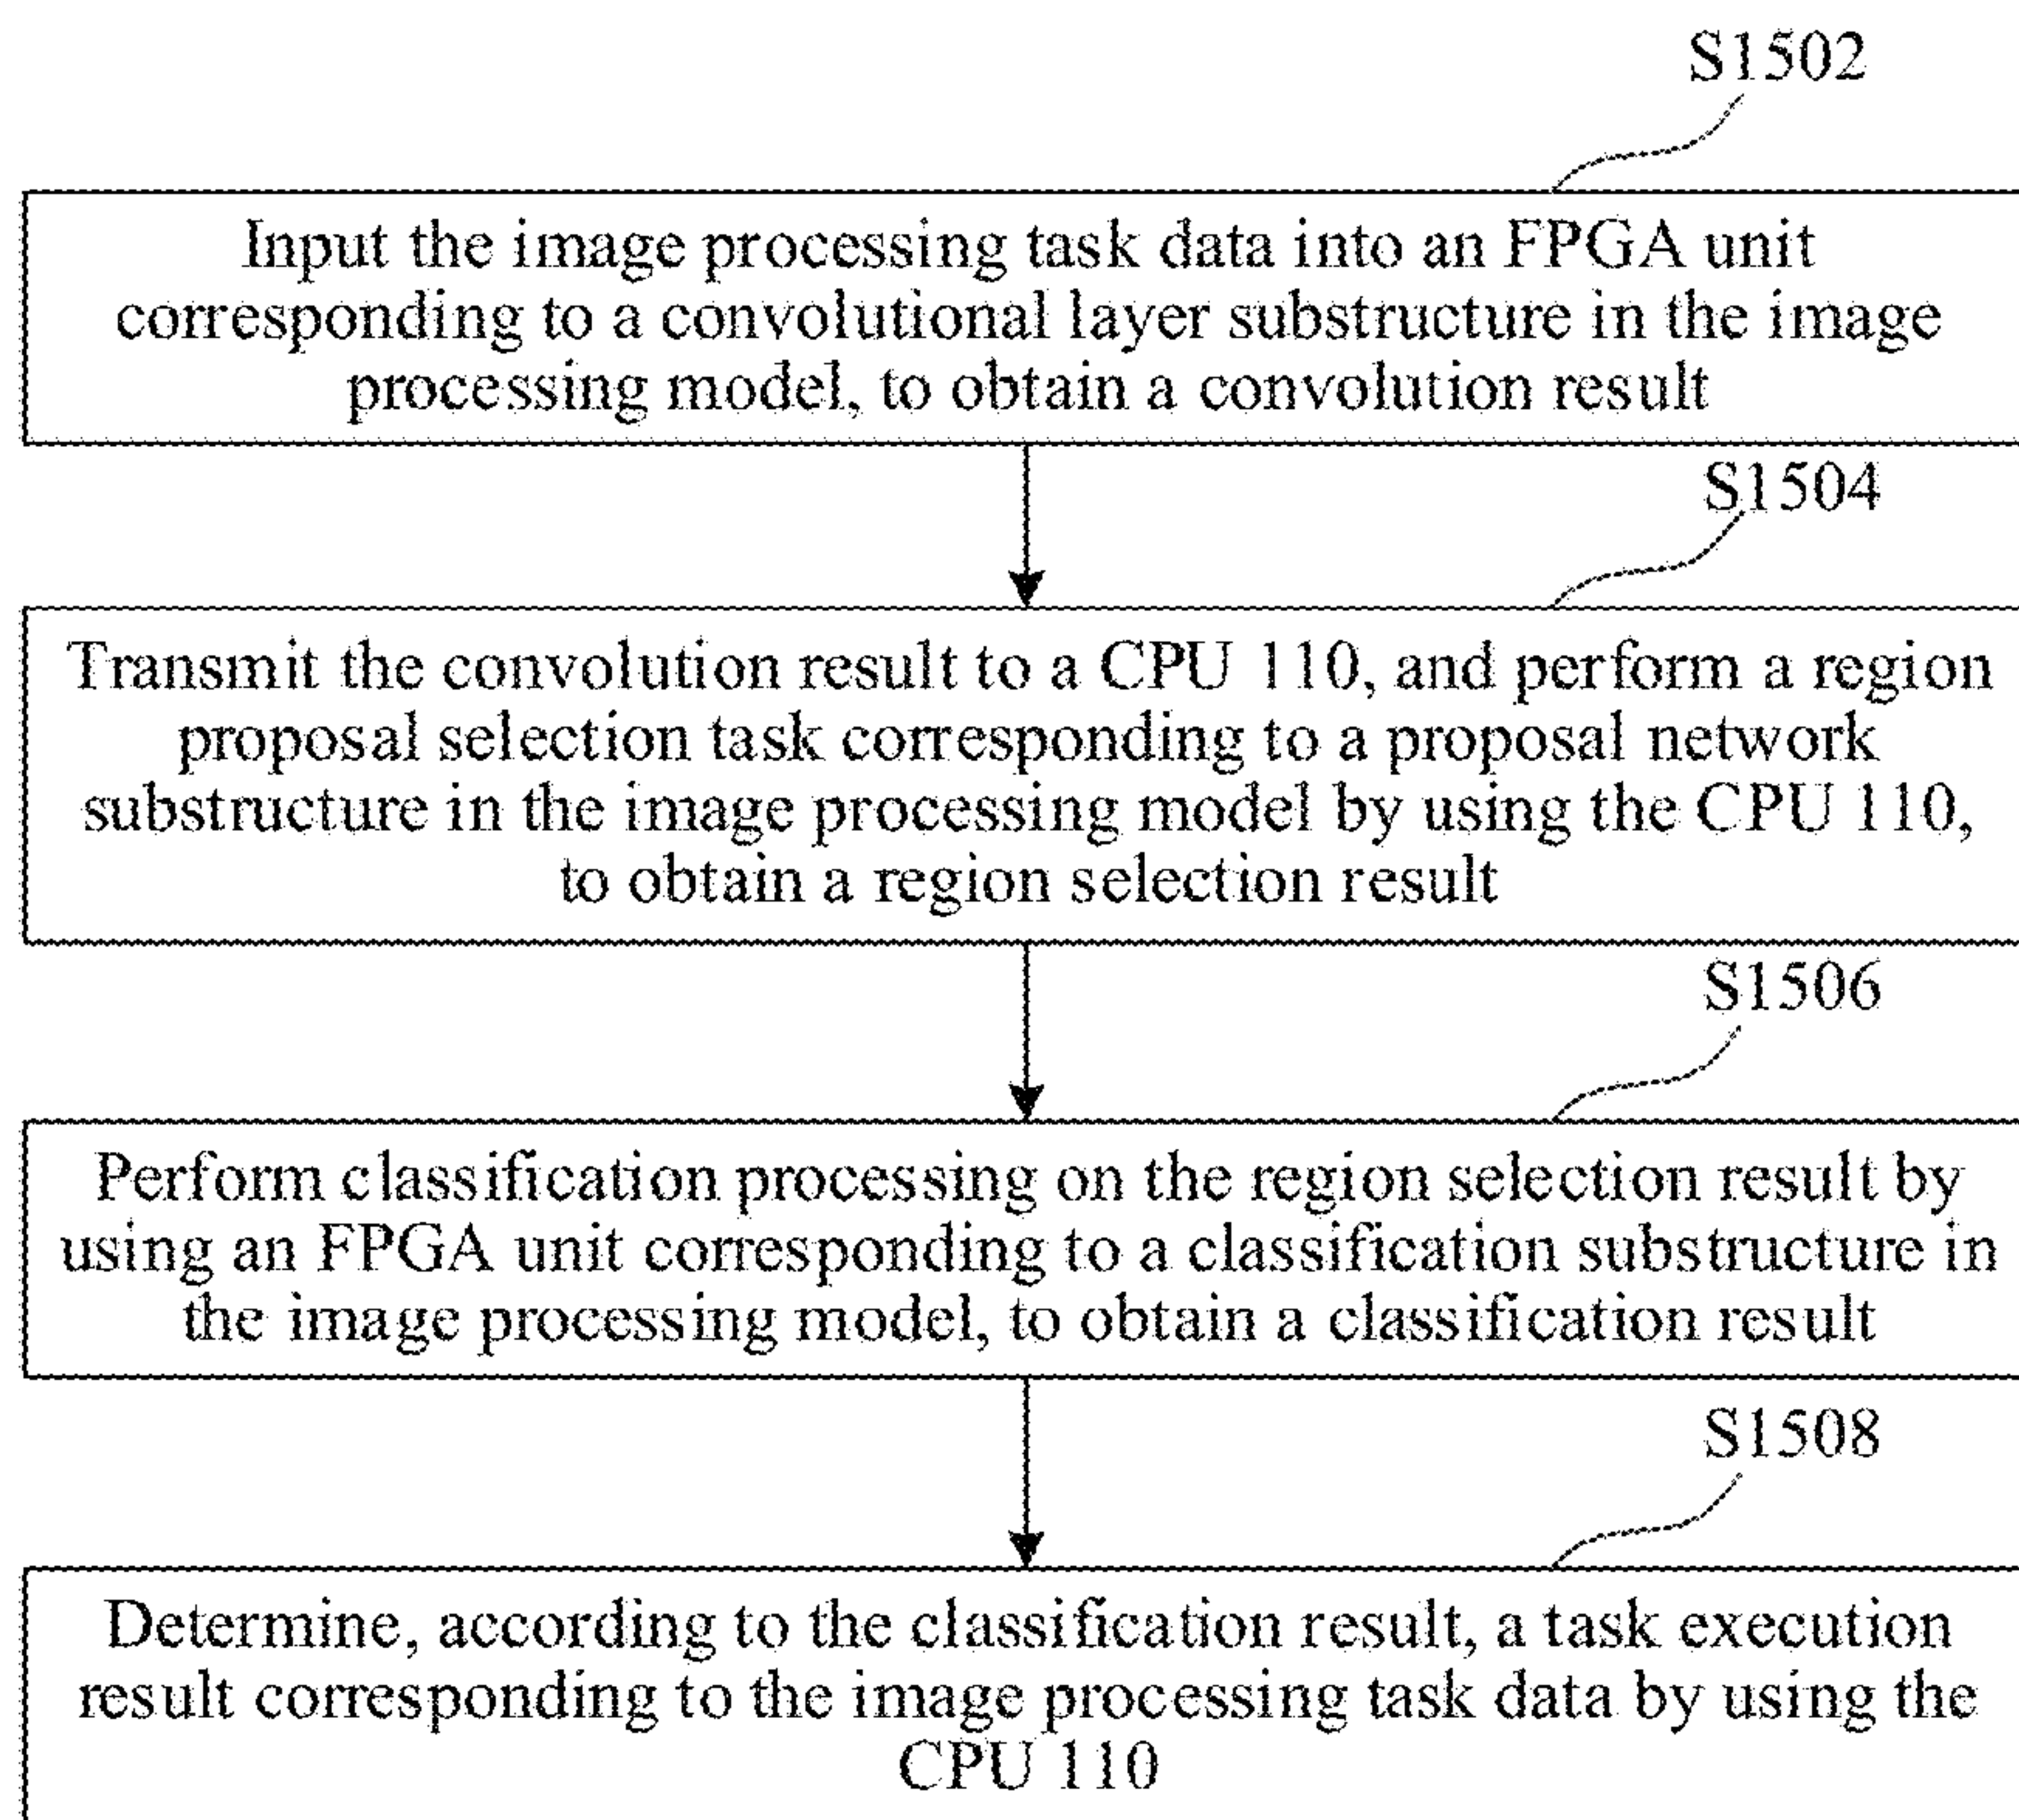 S1502
Input the image processing task data into an FPGA unit
corresponding to a convolutional layer substructure in the image
processing model, to obtain a convolution result
S1504
Transmit the convolution result to a CPU 110, and perform a region
proposal selection task corresponding to a proposal network
substructure in the image processing model by using the CPU 110,
to obtain a region selection result
S1506
Perform classification processing on the region selection result by
using an FPGA unit corresponding to a classification substructure in
the image processing model, to obtain a classification result
S1508
Determine, according to the classification result, a task execution
result corresponding to the image processing task data by using the
CPU 110